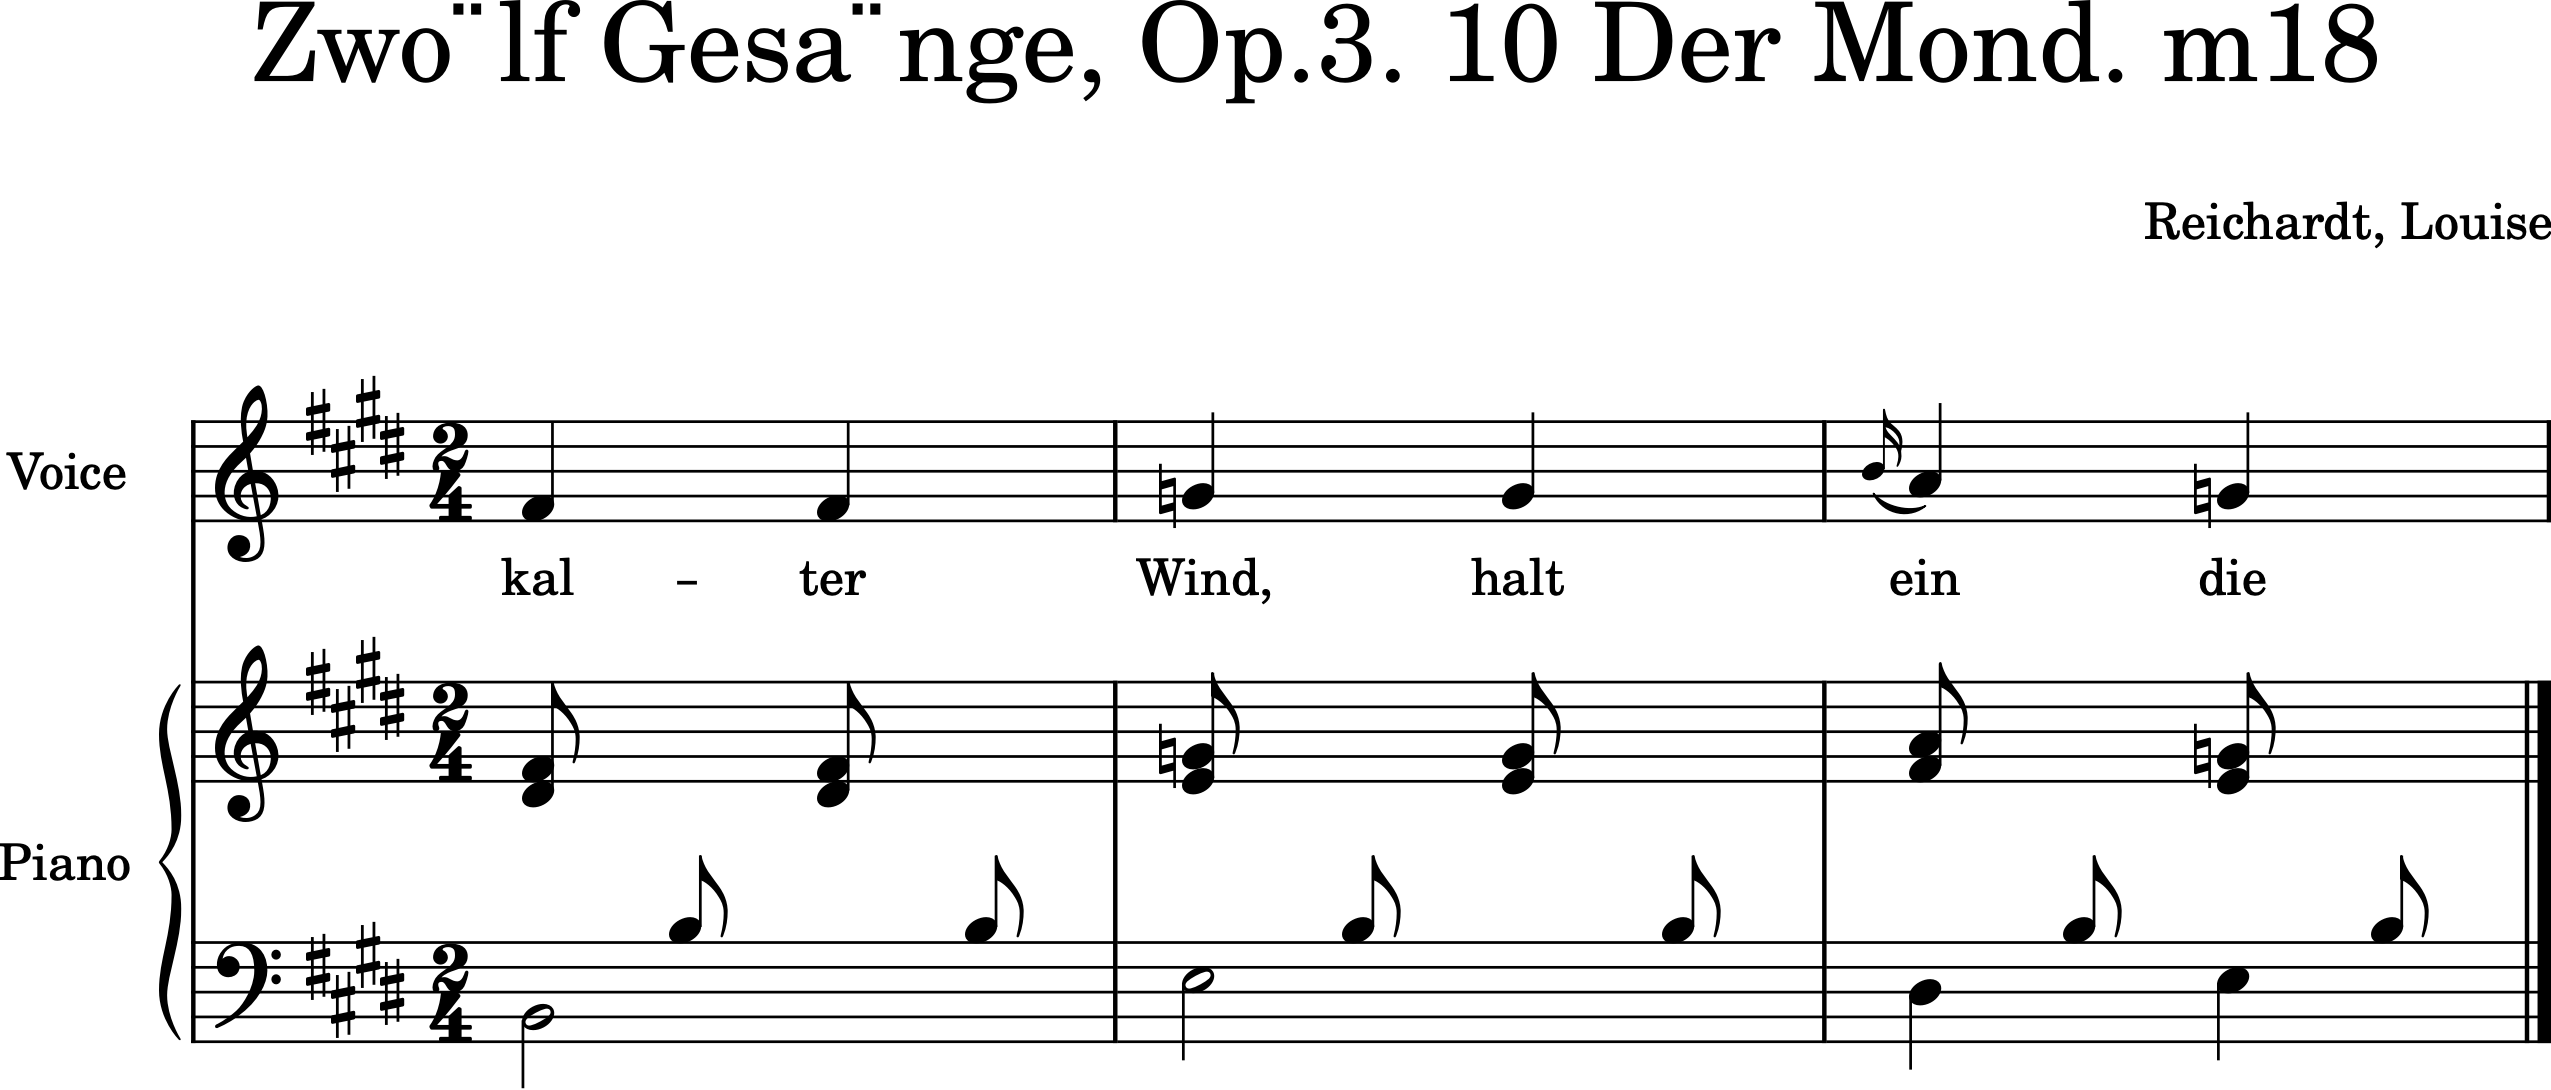 Zwo¨lf Gesa¨nge, Op.3. 10 Der Mond. m18
Reichardt, Louise
Voice
kal - ter Wind, halt ein die
Piano